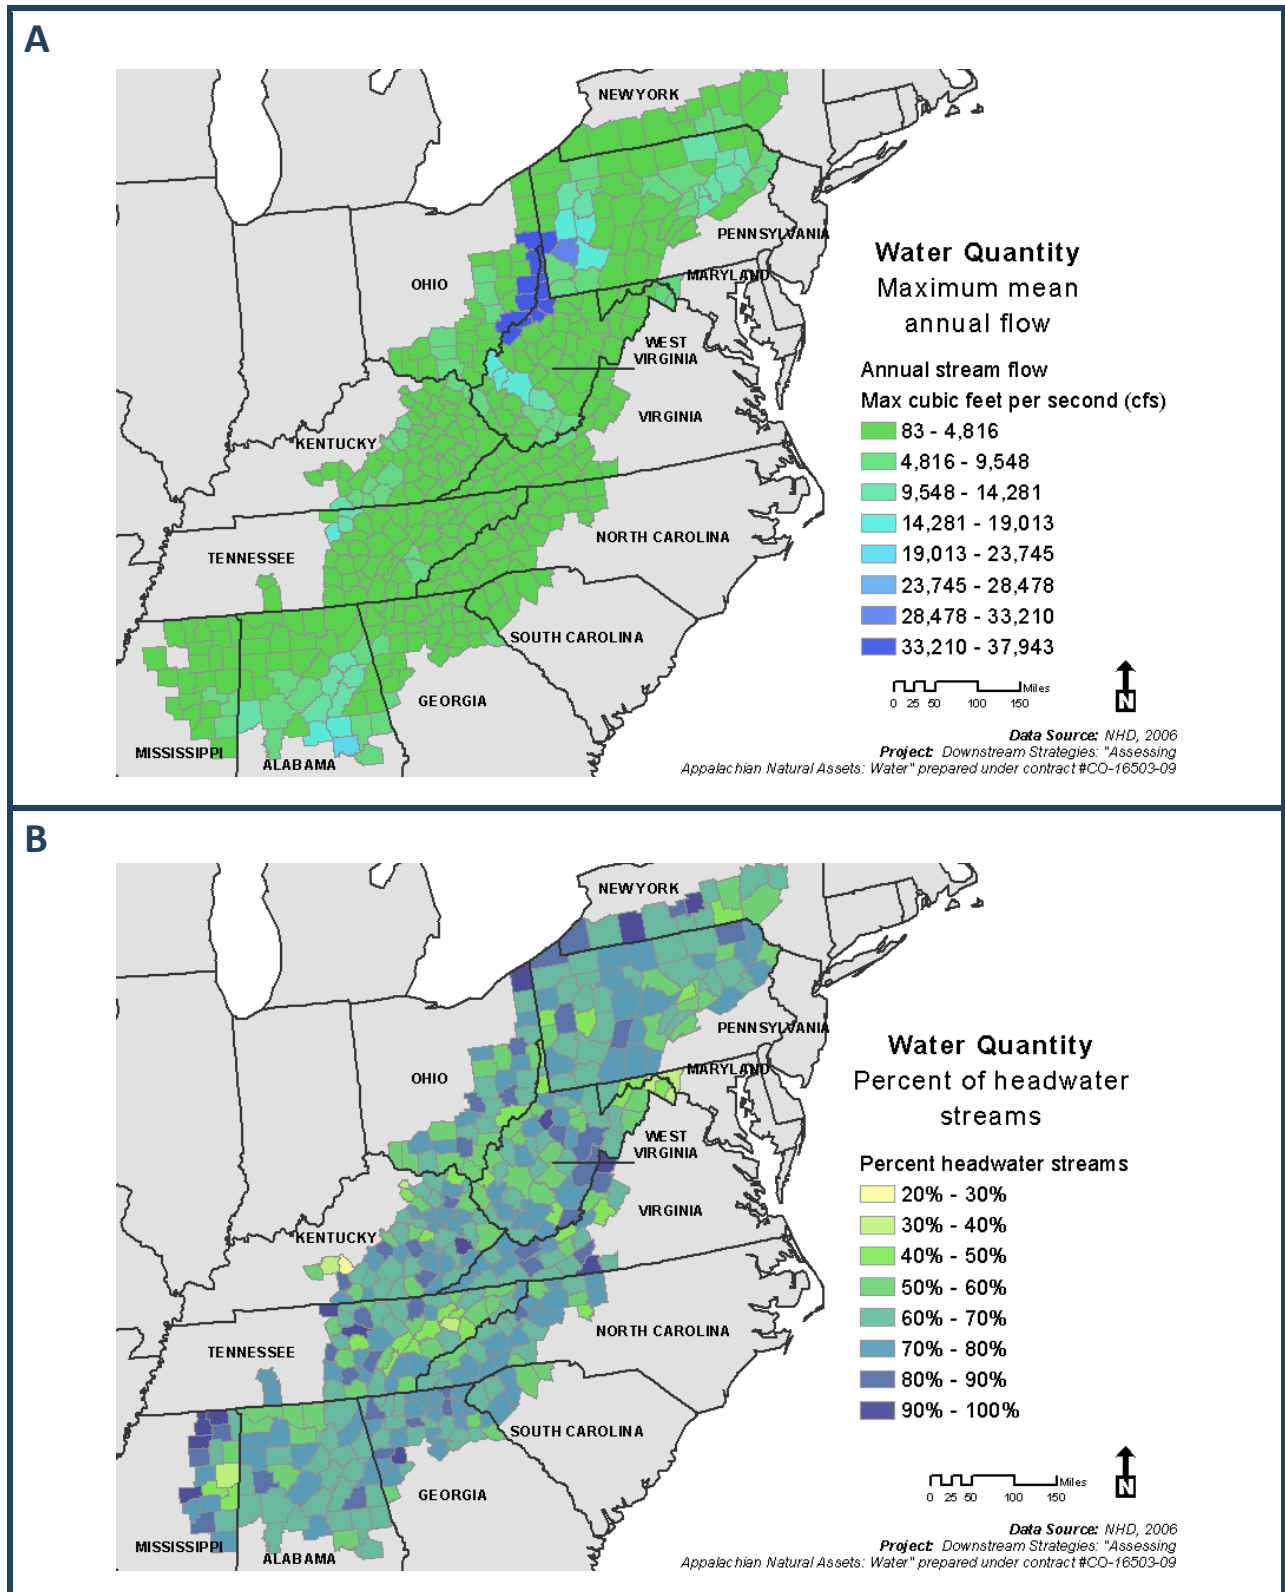 A
NEW YORK
PENNSYLVANIA
OHIO
MARYLAND
WEST
VIRGINIA
VIRGINIA
KENTUCKY
NORTH CAROLINA
TENNESSEE
SOUTH CAROLINA
GEORGIA
MISSISSIPPI
ALABAMA
Water Quantity
Maximum mean
annual flow
Annual stream flow
Max cubic feet per second (cfs)
83 - 4,816
4,816 - 9,548
9,548 - 14,281
14,281 - 19,013
19,013 - 23,745
23,745 - 28,478
28,478 - 33,210
33,210 - 37,943
Miles
0 25 50 100 150
N
Data Source: NHD, 2006
Project: Downstream Strategies: "Assessing
Appalachian Natural Assets: Water" prepared under contract #CO-16503-09
B
NEW YORK
PENNSYLVANIA
OHIO
MARYLAND
WEST
VIRGINIA
VIRGINIA
KENTUCKY
NORTH CAROLINA
TENNESSEE
SOUTH CAROLINA
GEORGIA
MISSISSIPPI
ALABAMA
Water Quantity
Percent of headwater
streams
Percent headwater streams
20% - 30%
30% - 40%
40% - 50%
50% - 60%
60% - 70%
70% - 80%
80% - 90%
90% - 100%
Miles
0 25 50 100 150
N
Data Source: NHD, 2006
Project: Downstream Strategies: "Assessing
Appalachian Natural Assets: Water" prepared under contract #CO-16503-09